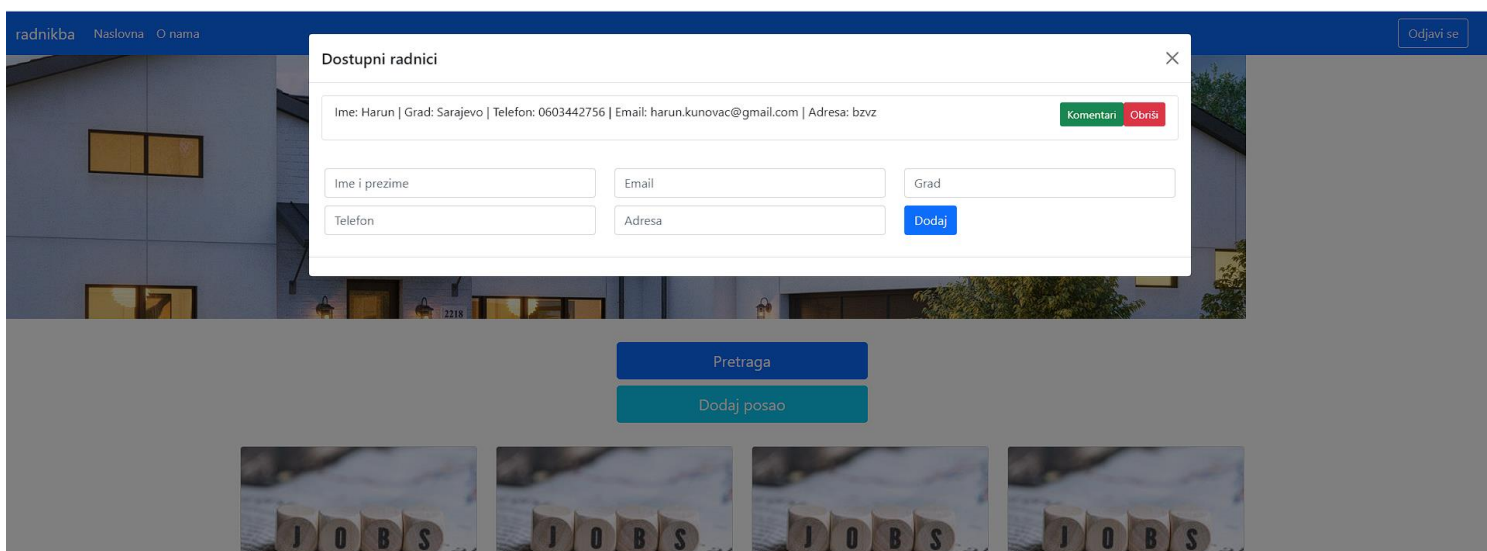 radnikba Naslovna O nama Odjavi se
Dostupni radnici
Ime: Harun | Grad: Sarajevo | Telefon: 0603442756 | Email: harun.kunovac@gmail.com | Adresa: bzvz Komentari Obriši
Ime i prezime Email Grad
Telefon Adresa Dodaj
2218
Pretraga
Dodaj posao
JOBS JOBS JOBS JOBS